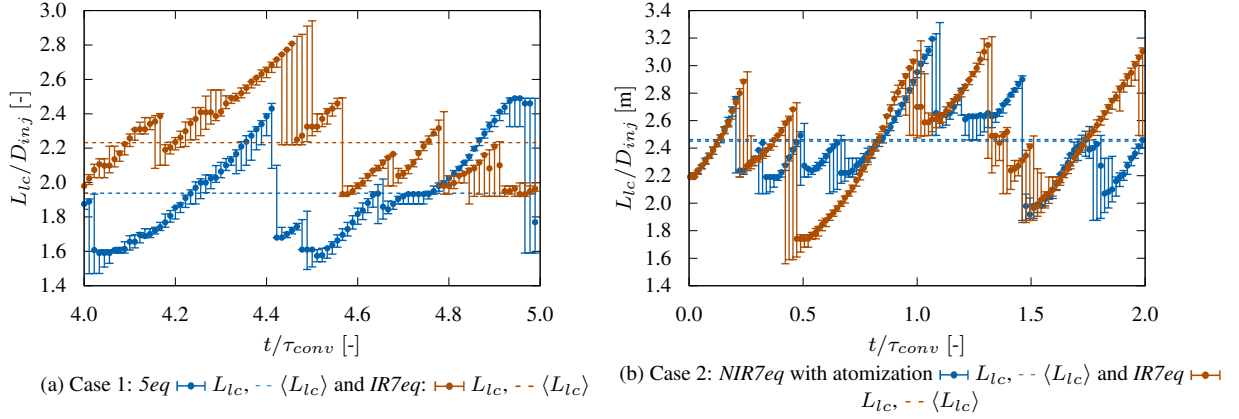 3.0
2.8
2.6
2.4
2.2
2.0
1.8
1.6
1.4
L_{lc}/D_{inj} [-]
4.0 4.2 4.4 4.6 4.8 5.0
t/τ_{conv} [-]
(a) Case 1: 5eq L_{lc}, ⟨L_{lc}⟩ and IR7eq: L_{lc}, ⟨L_{lc}⟩
3.4
3.2
3.0
2.8
2.6
2.4
2.2
2.0
1.8
1.6
1.4
L_{lc}/D_{inj} [m]
0.0 0.5 1.0 1.5 2.0
t/τ_{conv} [-]
(b) Case 2: NIR7eq with atomization L_{lc}, ⟨L_{lc}⟩ and IR7eq
L_{lc}, ⟨L_{lc}⟩